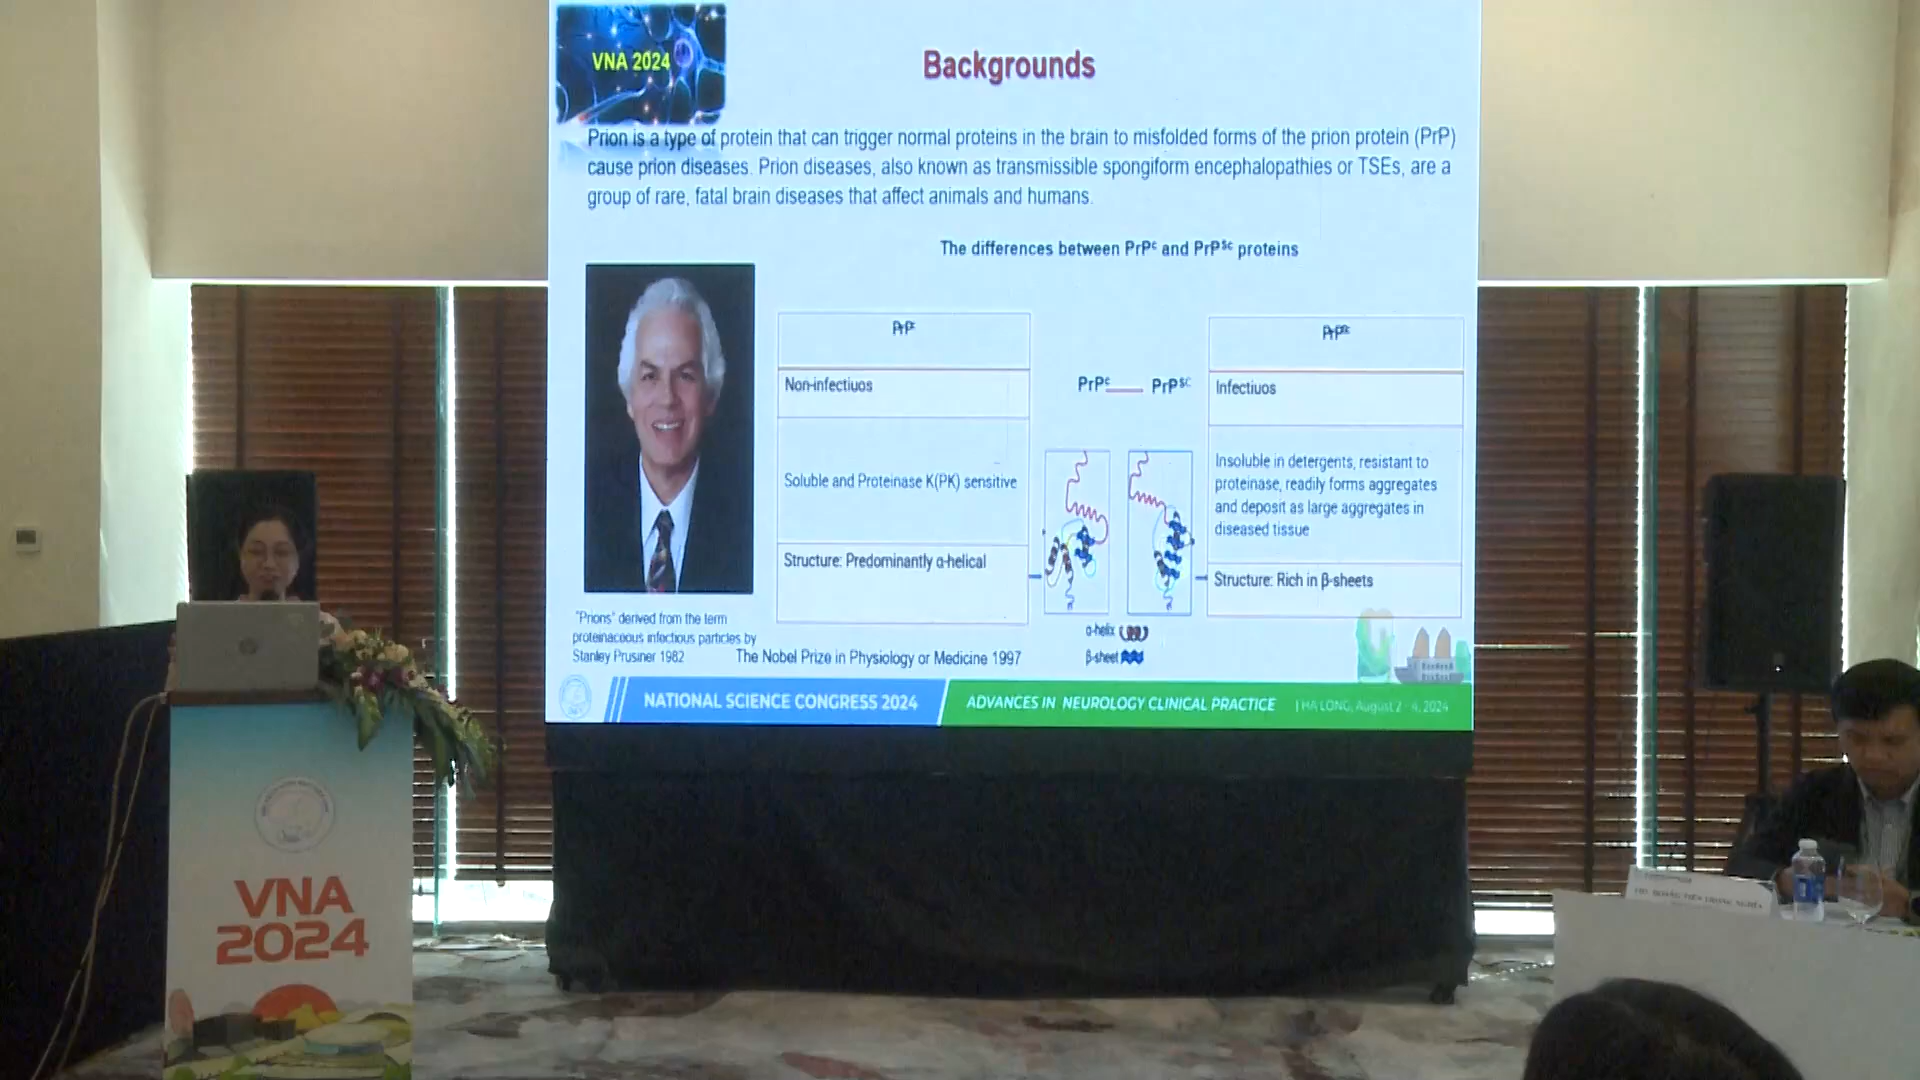 VNA 2024
Backgrounds
Prion is a type of protein that can trigger normal proteins in the brain to misfolded forms of the prion protein (PrP)
cause prion diseases. Prion diseases, also known as transmissible spongiform encephalopathies or TSEs, are a
group of rare, fatal brain diseases that affect animals and humans.
The differences between PrPᶜ and PrPˢᶜ proteins
PrPᶜ
Non-infectiuos
Soluble and Proteinase K(PK) sensitive
Structure: Predominantly α-helical
PrPᶜ PrPˢᶜ
α-helix
β-sheet
PrPˢᶜ
Infectiuos
Insoluble in detergents, resistant to
proteinase, readily forms aggregates
and deposit as large aggregates in
diseased tissue
Structure: Rich in β-sheets
"Prions" derived from the term
proteinaceous infectious particles by
Stanley Prusiner 1982
The Nobel Prize in Physiology or Medicine 1997
NATIONAL SCIENCE CONGRESS 2024
ADVANCES IN NEUROLOGY CLINICAL PRACTICE
| HA LONG, August 2 - 4, 2024
VNA
2024